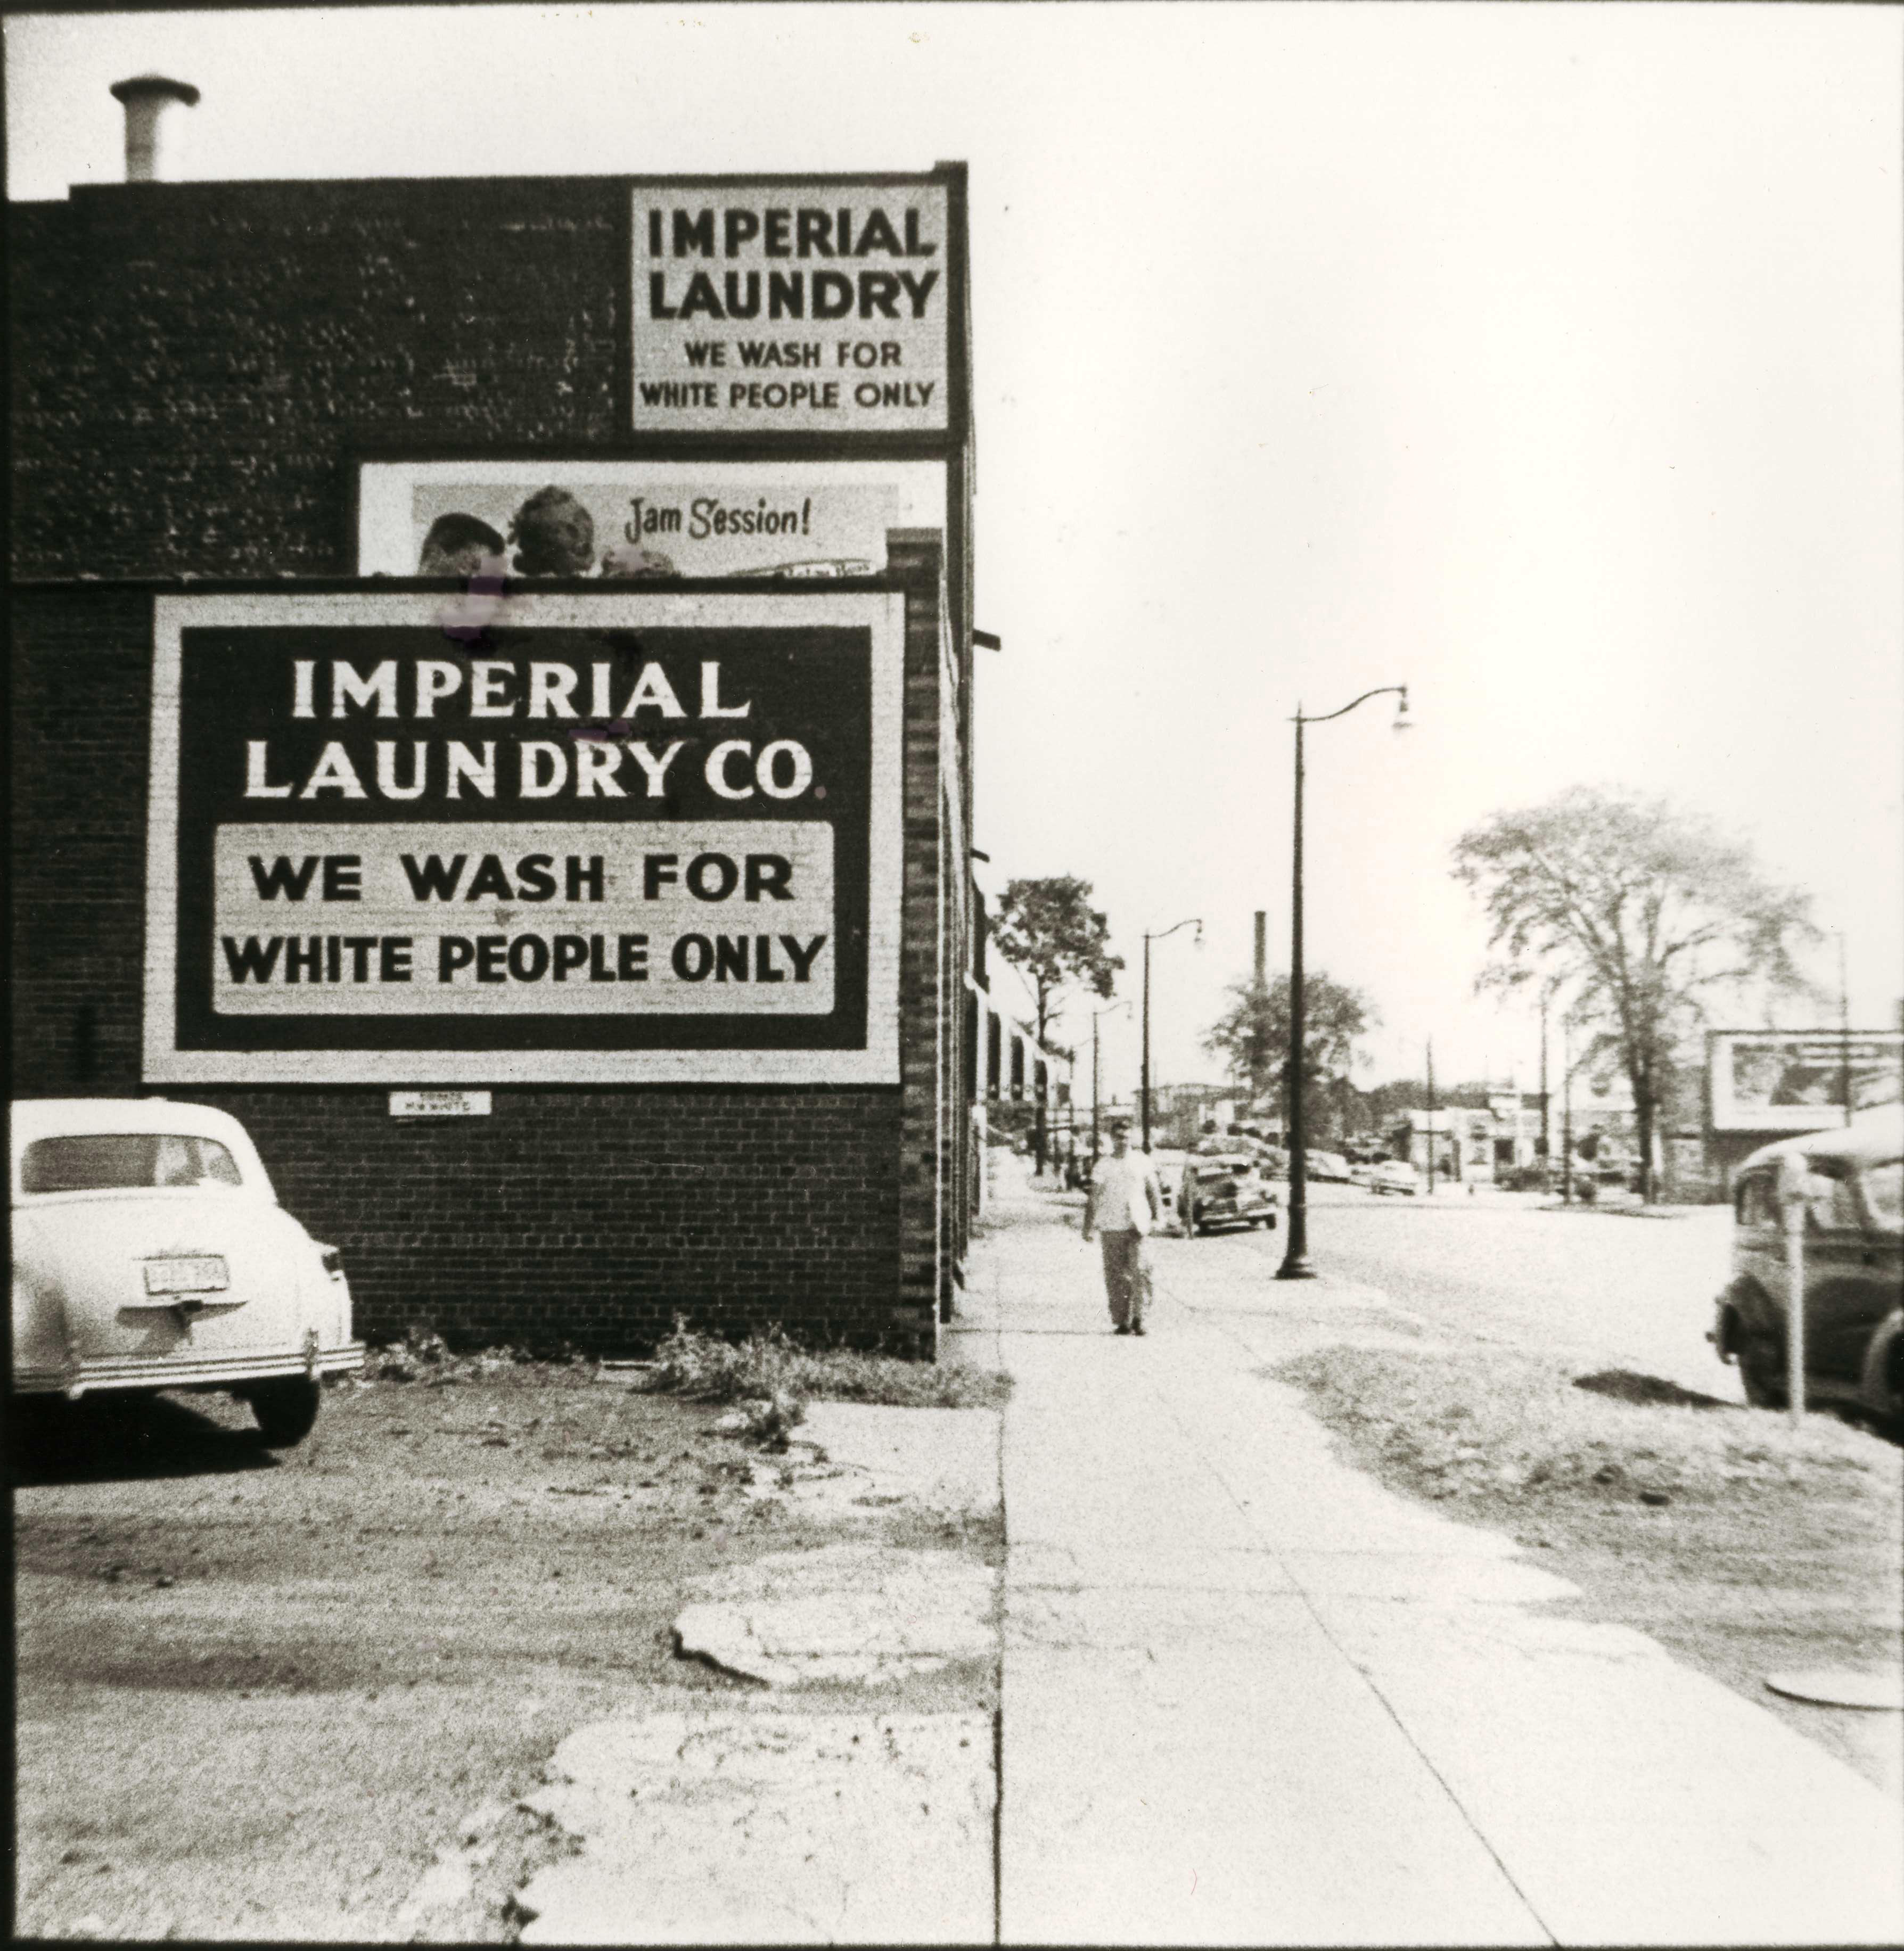 IMPERIAL
LAUNDRY
WE WASH FOR
WHITE PEOPLE ONLY
Jam Session!
IMPERIAL
LAUNDRY CO.
WE WASH FOR
WHITE PEOPLE ONLY